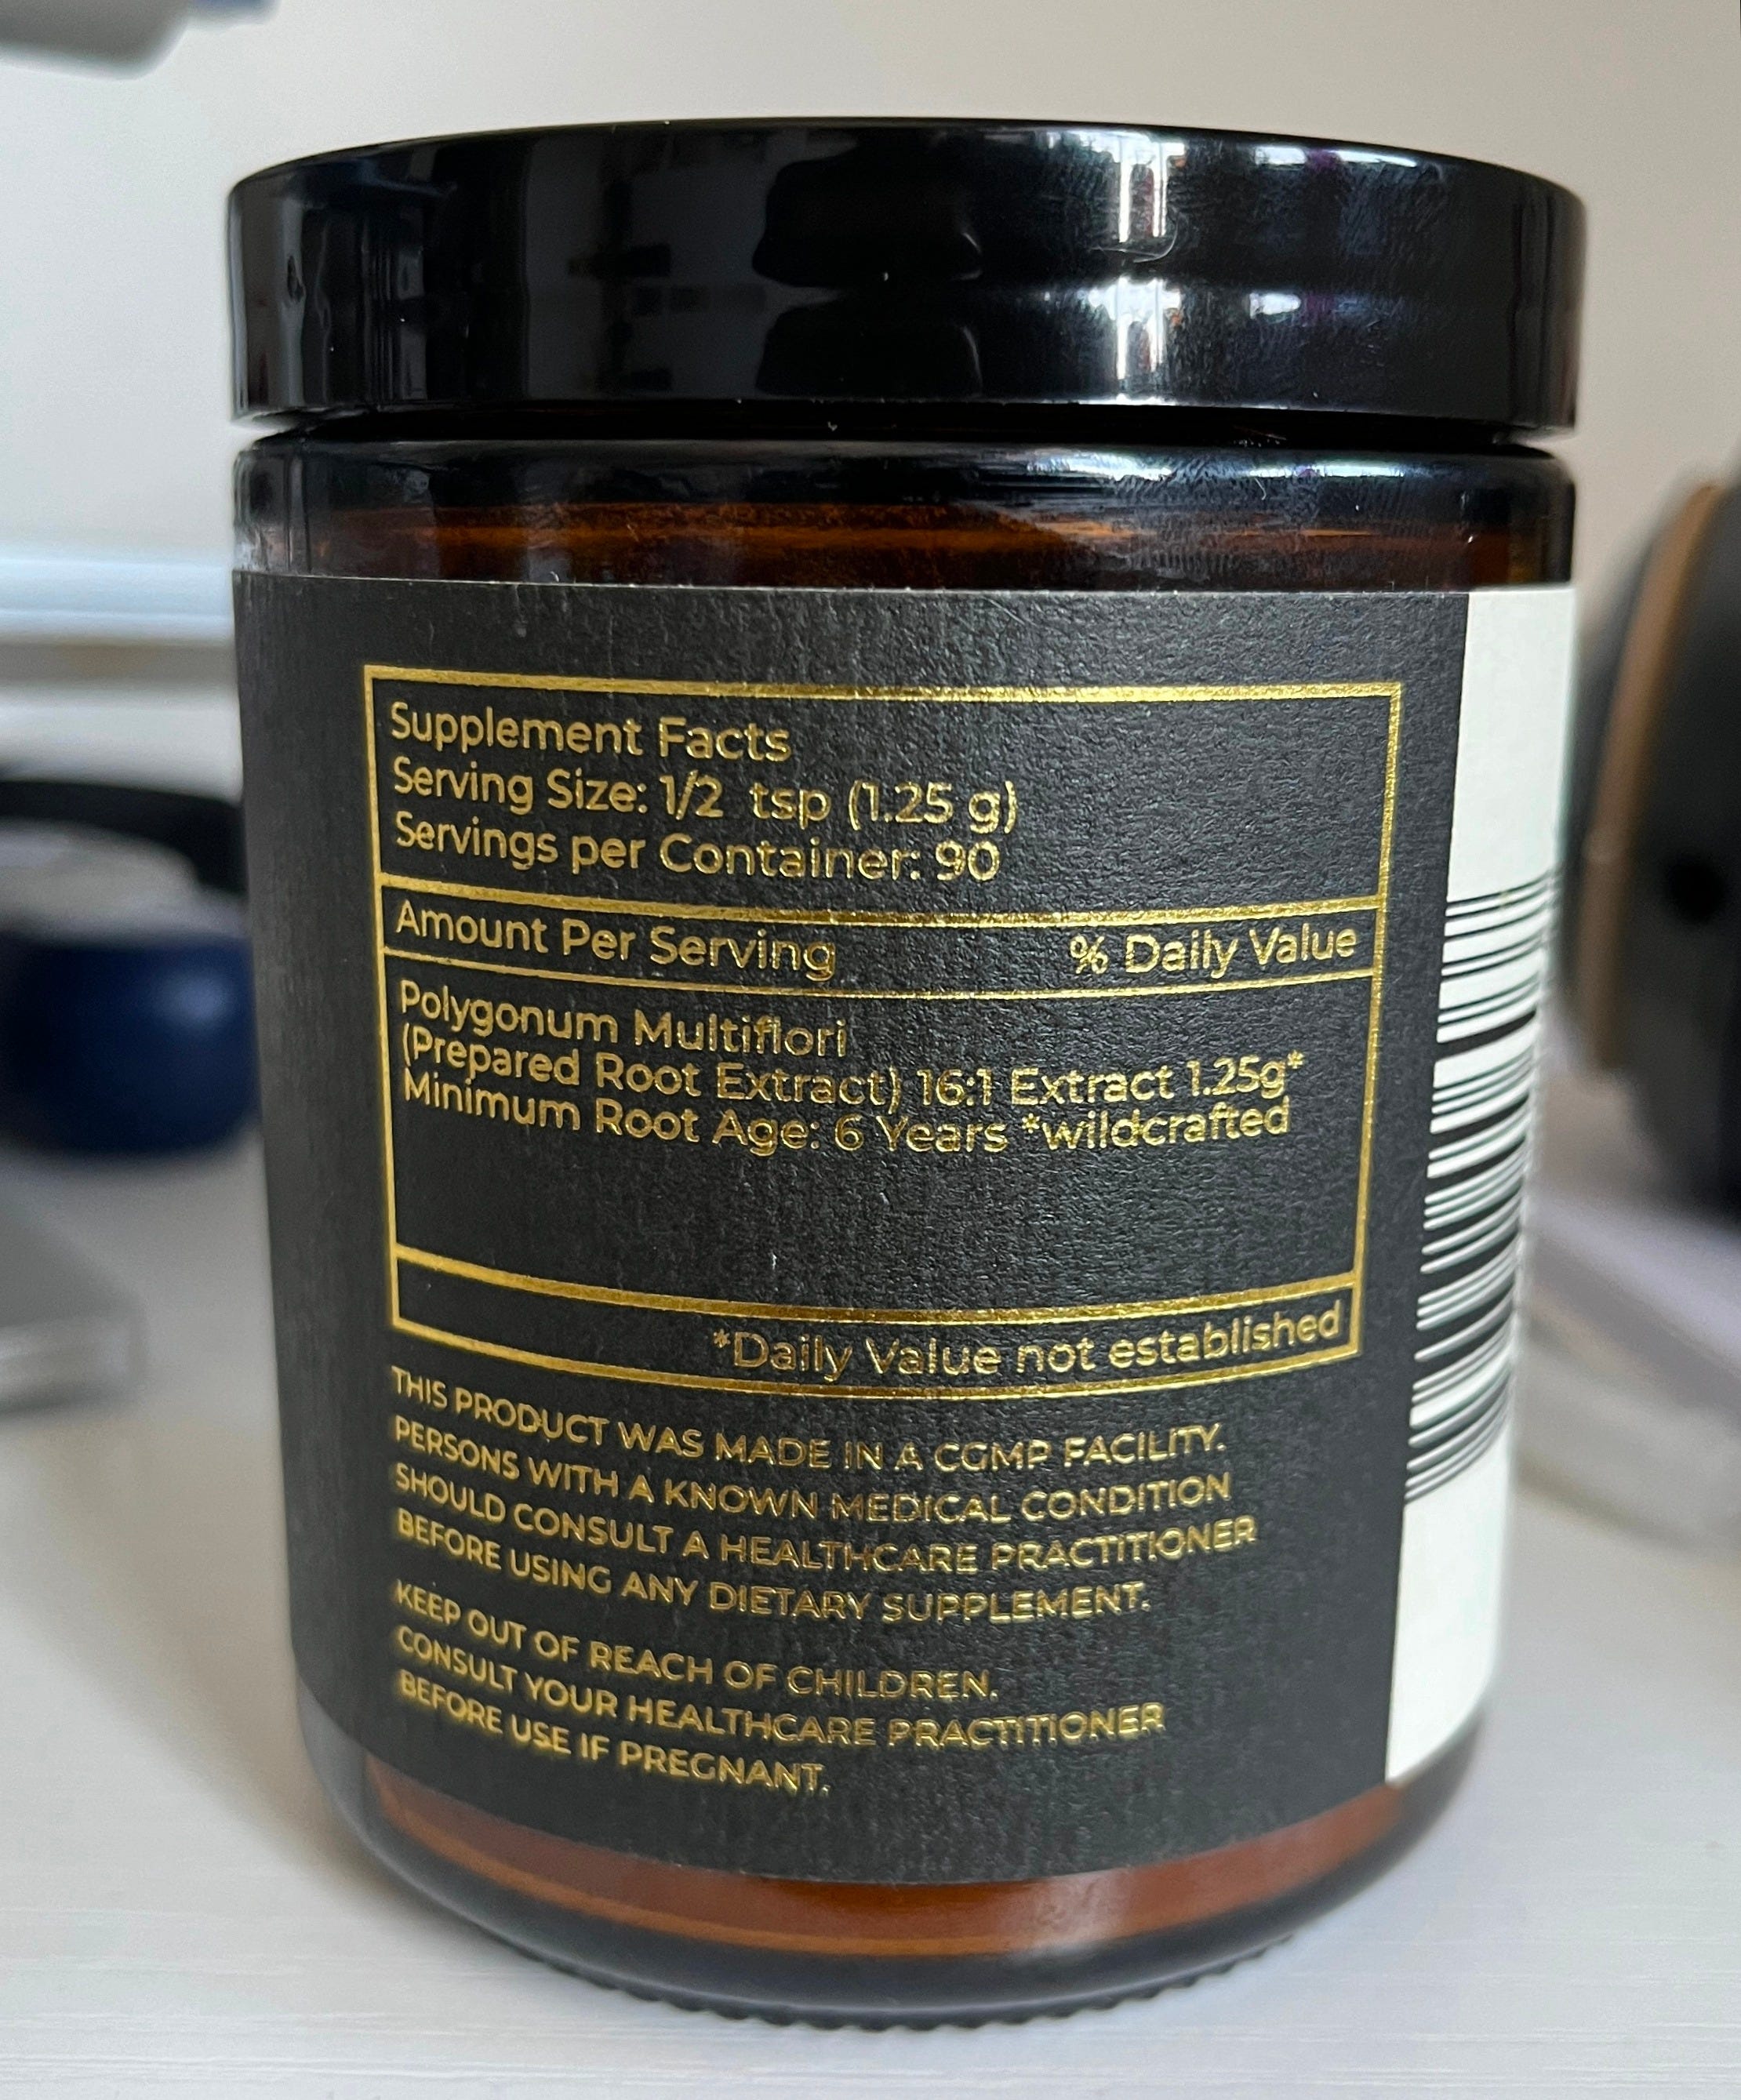 Supplement Facts
Serving Size: 1/2 tsp (1.25 g)
Servings per Container: 90
Amount Per Serving % Daily Value
Polygonum Multiflori
(Prepared Root Extract) 16:1 Extract 1.25g*
Minimum Root Age: 6 Years *wildcrafted
*Daily Value not established
THIS PRODUCT WAS MADE IN A CGMP FACILITY.
PERSONS WITH A KNOWN MEDICAL CONDITION
SHOULD CONSULT A HEALTHCARE PRACTITIONER
BEFORE USING ANY DIETARY SUPPLEMENT.
KEEP OUT OF REACH OF CHILDREN.
CONSULT YOUR HEALTHCARE PRACTITIONER
BEFORE USE IF PREGNANT.